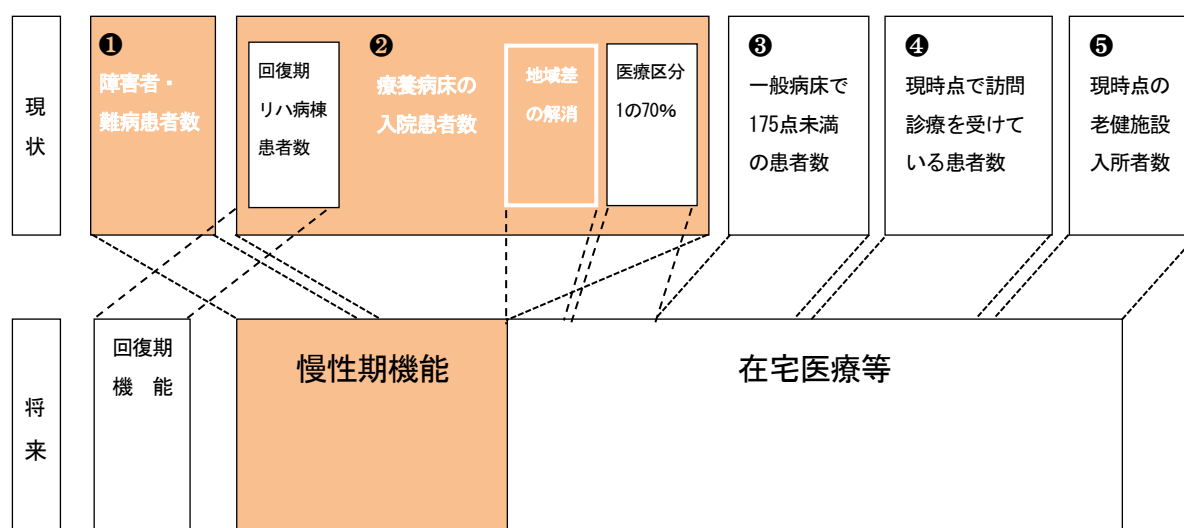 現状
❶
障害者・
難病患者数
回復期
リハ病棟
患者数
❷
療養病床の
入院患者数
地域差
の解消
医療区分
1の70%
❸
一般病床で
175点未満
の患者数
❹
現時点で訪問
診療を受けて
いる患者数
❺
現時点の
老健施設
入所者数
将来
回復期
機　能
慢性期機能
在宅医療等